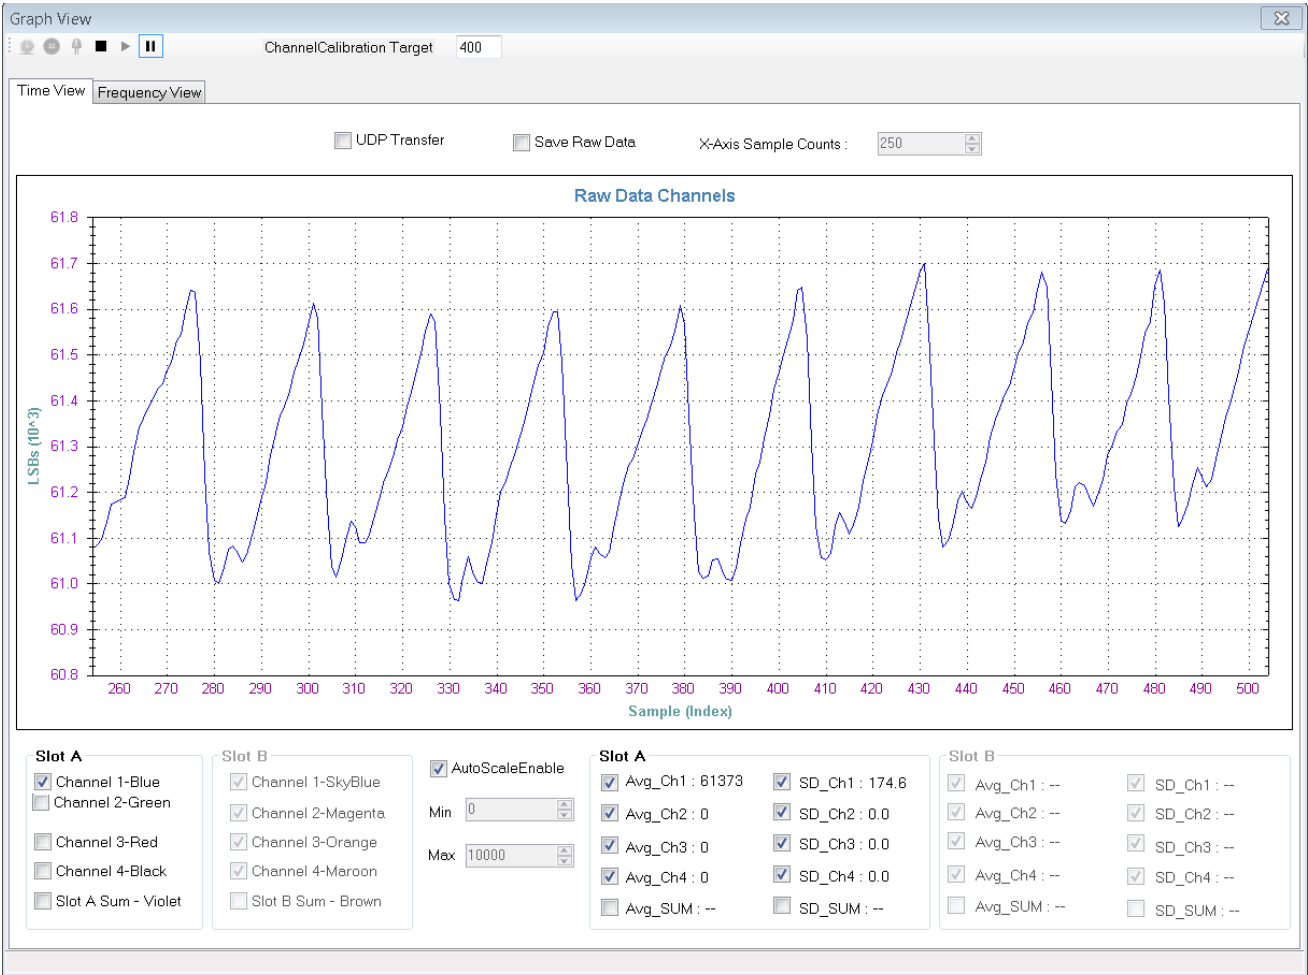 Graph View
ChannelCalibration Target 400
Time View Frequency View
UDP Transfer Save Raw Data X-Axis Sample Counts : 250
Raw Data Channels
61.8
61.7
61.6
61.5
61.4
61.3
61.2
61.1
61.0
60.9
60.8
LSBs (10^3)
260 270 280 290 300 310 320 330 340 350 360 370 380 390 400 410 420 430 440 450 460 470 480 490 500
Sample (Index)
Slot A
Channel 1-Blue
Channel 2-Green
Channel 3-Red
Channel 4-Black
Slot A Sum - Violet
Slot B
Channel 1-SkyBlue
Channel 2-Magenta
Channel 3-Orange
Channel 4-Maroon
Slot B Sum - Brown
AutoScaleEnable
Min 0
Max 10000
Slot A
Avg_Ch1 : 61373 SD_Ch1 : 174.6
Avg_Ch2 : 0 SD_Ch2 : 0.0
Avg_Ch3 : 0 SD_Ch3 : 0.0
Avg_Ch4 : 0 SD_Ch4 : 0.0
Avg_SUM : -- SD_SUM : --
Slot B
Avg_Ch1 : -- SD_Ch1 : --
Avg_Ch2 : -- SD_Ch2 : --
Avg_Ch3 : -- SD_Ch3 : --
Avg_Ch4 : -- SD_Ch4 : --
Avg_SUM : -- SD_SUM : --